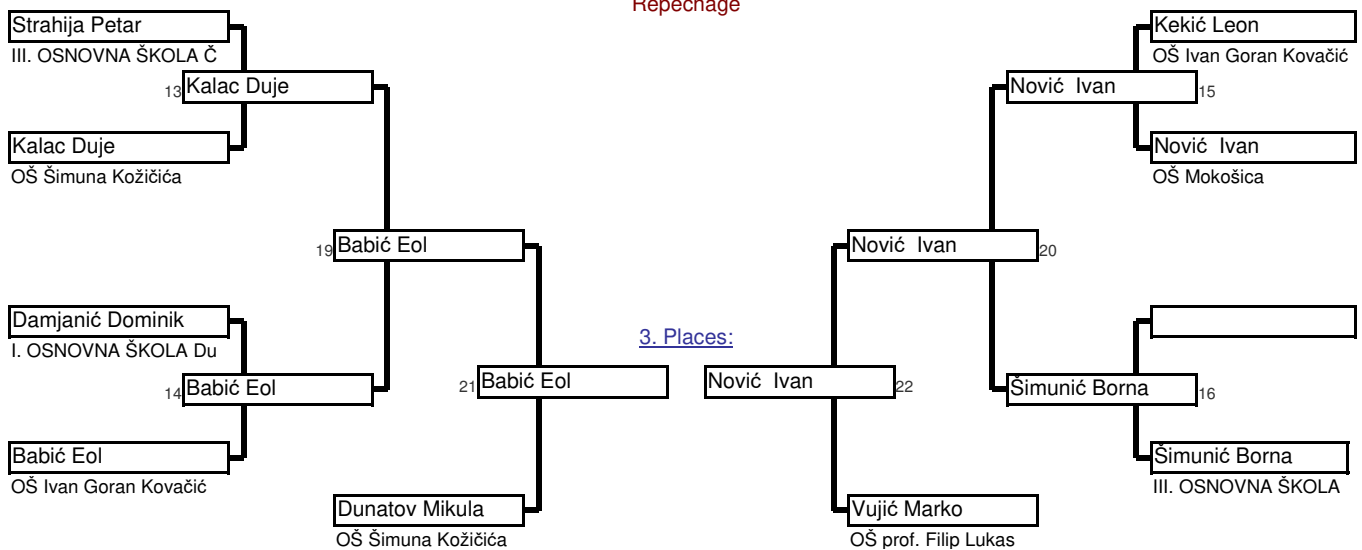 Repechage
Strahija Petar
III. OSNOVNA ŠKOLA Č
13 Kalac Duje
Kalac Duje
OŠ Šimuna Kožičića
19 Babić Eol
Damjanić Dominik
I. OSNOVNA ŠKOLA Du
14 Babić Eol
Babić Eol
OŠ Ivan Goran Kovačić
21 Babić Eol
Dunatov Mikula
OŠ Šimuna Kožičića
3. Places:
Kekić Leon
OŠ Ivan Goran Kovačić
Nović Ivan 15
Nović Ivan
OŠ Mokošica
Nović Ivan 20
Nović Ivan 22
Šimunić Borna 16
Šimunić Borna
III. OSNOVNA ŠKOLA
Vujić Marko
OŠ prof. Filip Lukas